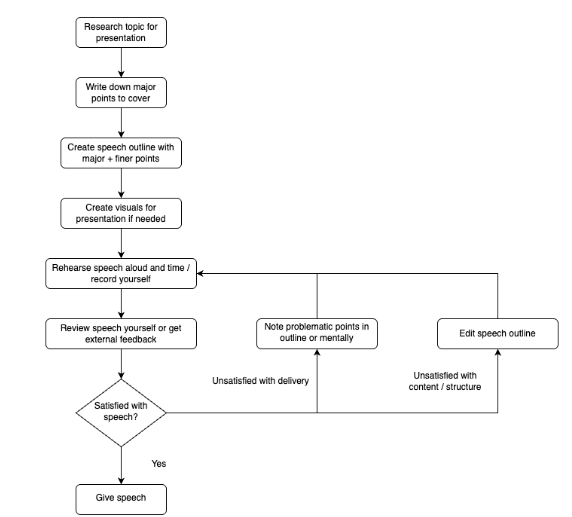 Research topic for
presentation
Write down major
points to cover
Create speech outline with
major + finer points
Create visuals for
presentation if needed
Rehearse speech aloud and time /
record yourself
Review speech yourself or get
external feedback
Note problematic points in
outline or mentally
Edit speech outline
Unsatisfied with delivery
Unsatisfied with
content / structure
Satisfied with
speech?
Yes
Give speech